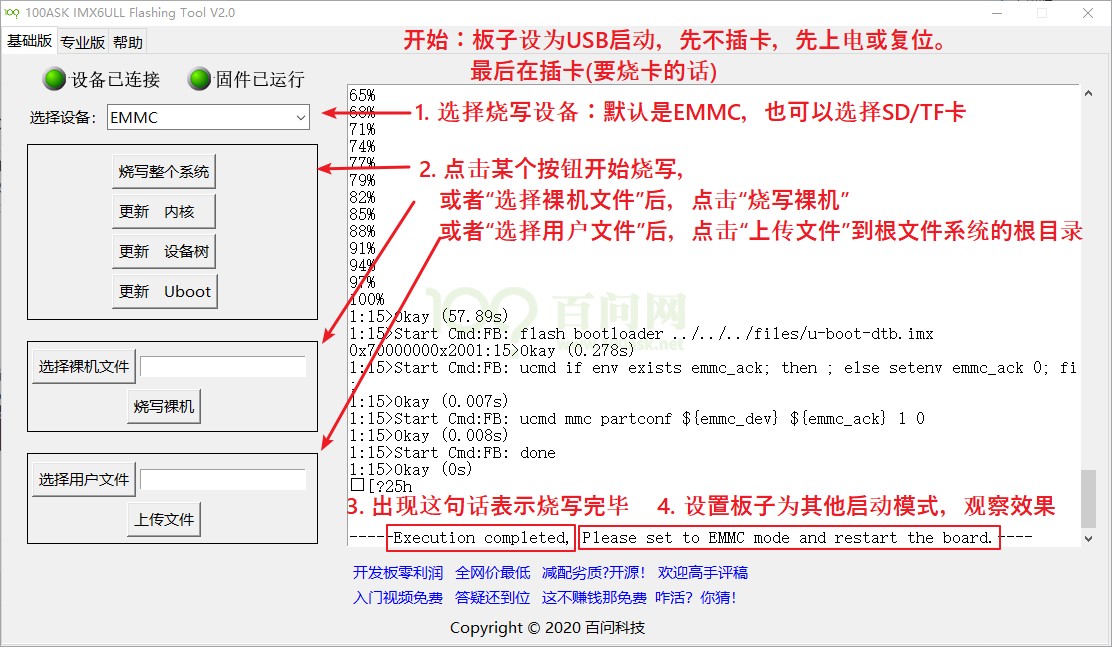 100ASK IMX6ULL Flashing Tool V2.0
基础版 专业版 帮助
开始：板子设为USB启动，先不插卡，先上电或复位。
最后在插卡(要烧卡的话)
设备已连接 固件已运行
选择设备： EMMC
1. 选择烧写设备：默认是EMMC，也可以选择SD/TF卡
烧写整个系统
更新 内核
更新 设备树
更新 Uboot
2. 点击某个按钮开始烧写，
或者“选择裸机文件”后，点击“烧写裸机”
或者“选择用户文件”后，点击“上传文件”到根文件系统的根目录
选择裸机文件
烧写裸机
选择用户文件
上传文件
65%
68%
71%
74%
77%
79%
82%
85%
88%
91%
94%
97%
100%
100 百问网
1:15>Okay (57.89s)
1:15>Start Cmd:FB: flash bootloader ../../../files/u-boot-dtb.imx
0x70000000x2001:15>Okay (0.278s)
1:15>Start Cmd:FB: ucmd if env exists emmc_ack; then ; else setenv emmc_ack 0; fi
;
1:15>Okay (0.007s)
1:15>Start Cmd:FB: ucmd mmc partconf ${emmc_dev} ${emmc_ack} 1 0
1:15>Okay (0.008s)
1:15>Start Cmd:FB: done
1:15>Okay (0s)
□[?25h
3. 出现这句话表示烧写完毕 4. 设置板子为其他启动模式，观察效果
-----Execution completed, Please set to EMMC mode and restart the board.----
开发板零利润 全网价最低 减配劣质?开源！ 欢迎高手评稿
入门视频免费 答疑还到位 这不赚钱那免费 咋活？你猜！
Copyright © 2020 百问科技